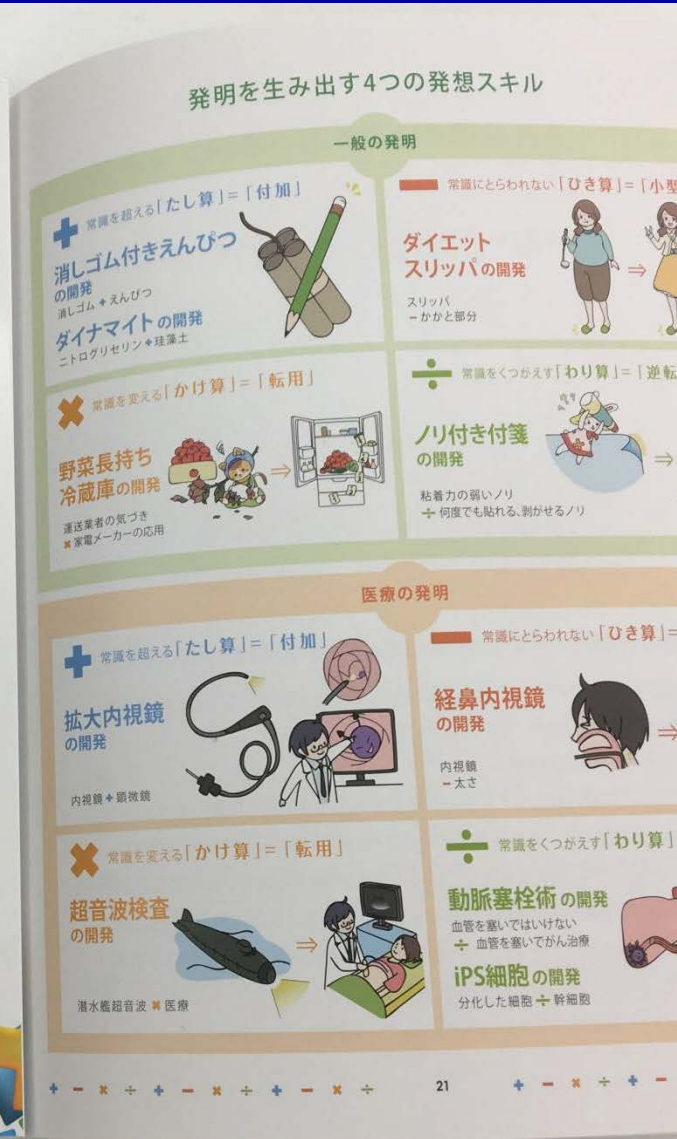 発明を生み出す4つの発想スキル
一般の発明
+ 常識を超える「たし算」=「付加」
消しゴム付きえんぴつ
の開発
消しゴム+えんぴつ
ダイナマイトの開発
ニトログリセリン+珪藻土
− 常識にとらわれない「ひき算」=「小型
ダイエット
スリッパの開発
スリッパ
−かかと部分
⇒
× 常識を変える「かけ算」=「転用」
野菜長持ち
冷蔵庫の開発
運送業者の気づき
×家電メーカーの応用
⇒
÷ 常識をくつがえす「わり算」=「逆転
ノリ付き付箋
の開発
粘着力の弱いノリ
÷何度でも貼れる、剥がせるノリ
⇒
医療の発明
+ 常識を超える「たし算」=「付加」
拡大内視鏡
の開発
内視鏡+顕微鏡
− 常識にとらわれない「ひき算」=
経鼻内視鏡
の開発
内視鏡
−太さ
⇒
× 常識を変える「かけ算」=「転用」
超音波検査
の開発
潜水艦超音波×医療
⇒
÷ 常識をくつがえす「わり算」
動脈塞栓術の開発
血管を塞いではいけない
÷ 血管を塞いでがん治療
iPS細胞の開発
分化した細胞÷幹細胞
+ − × ÷ + − × ÷ + − × ÷ 21 + − × ÷ + −